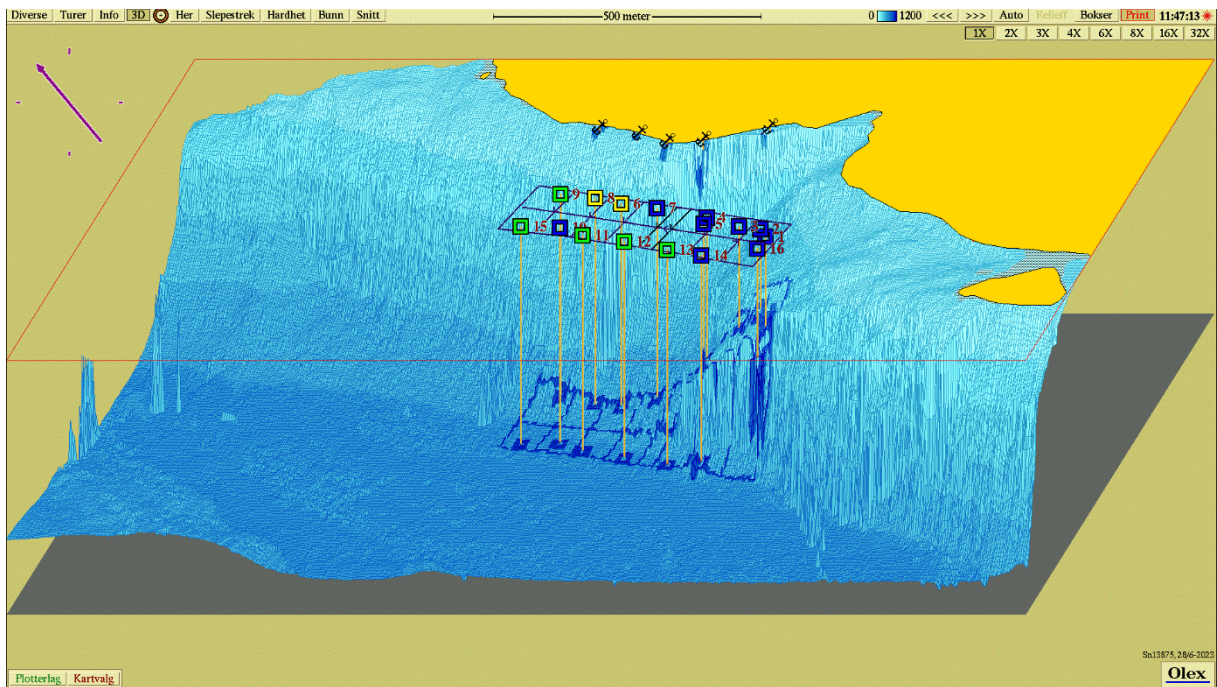 Diverse Turer Info 3D Her Slepestrek Hardhet Bunn Snitt 500 meter 0 1200 <<< >>> Auto Relieff Bokser Print 11:47:13
1X 2X 3X 4X 6X 8X 16X 32X
9 8 6 7 4
15 10 11 12 13 5 3 2 1
14 16
Sn13875, 28/6-2023
Plotterlag Kartvalg Olex